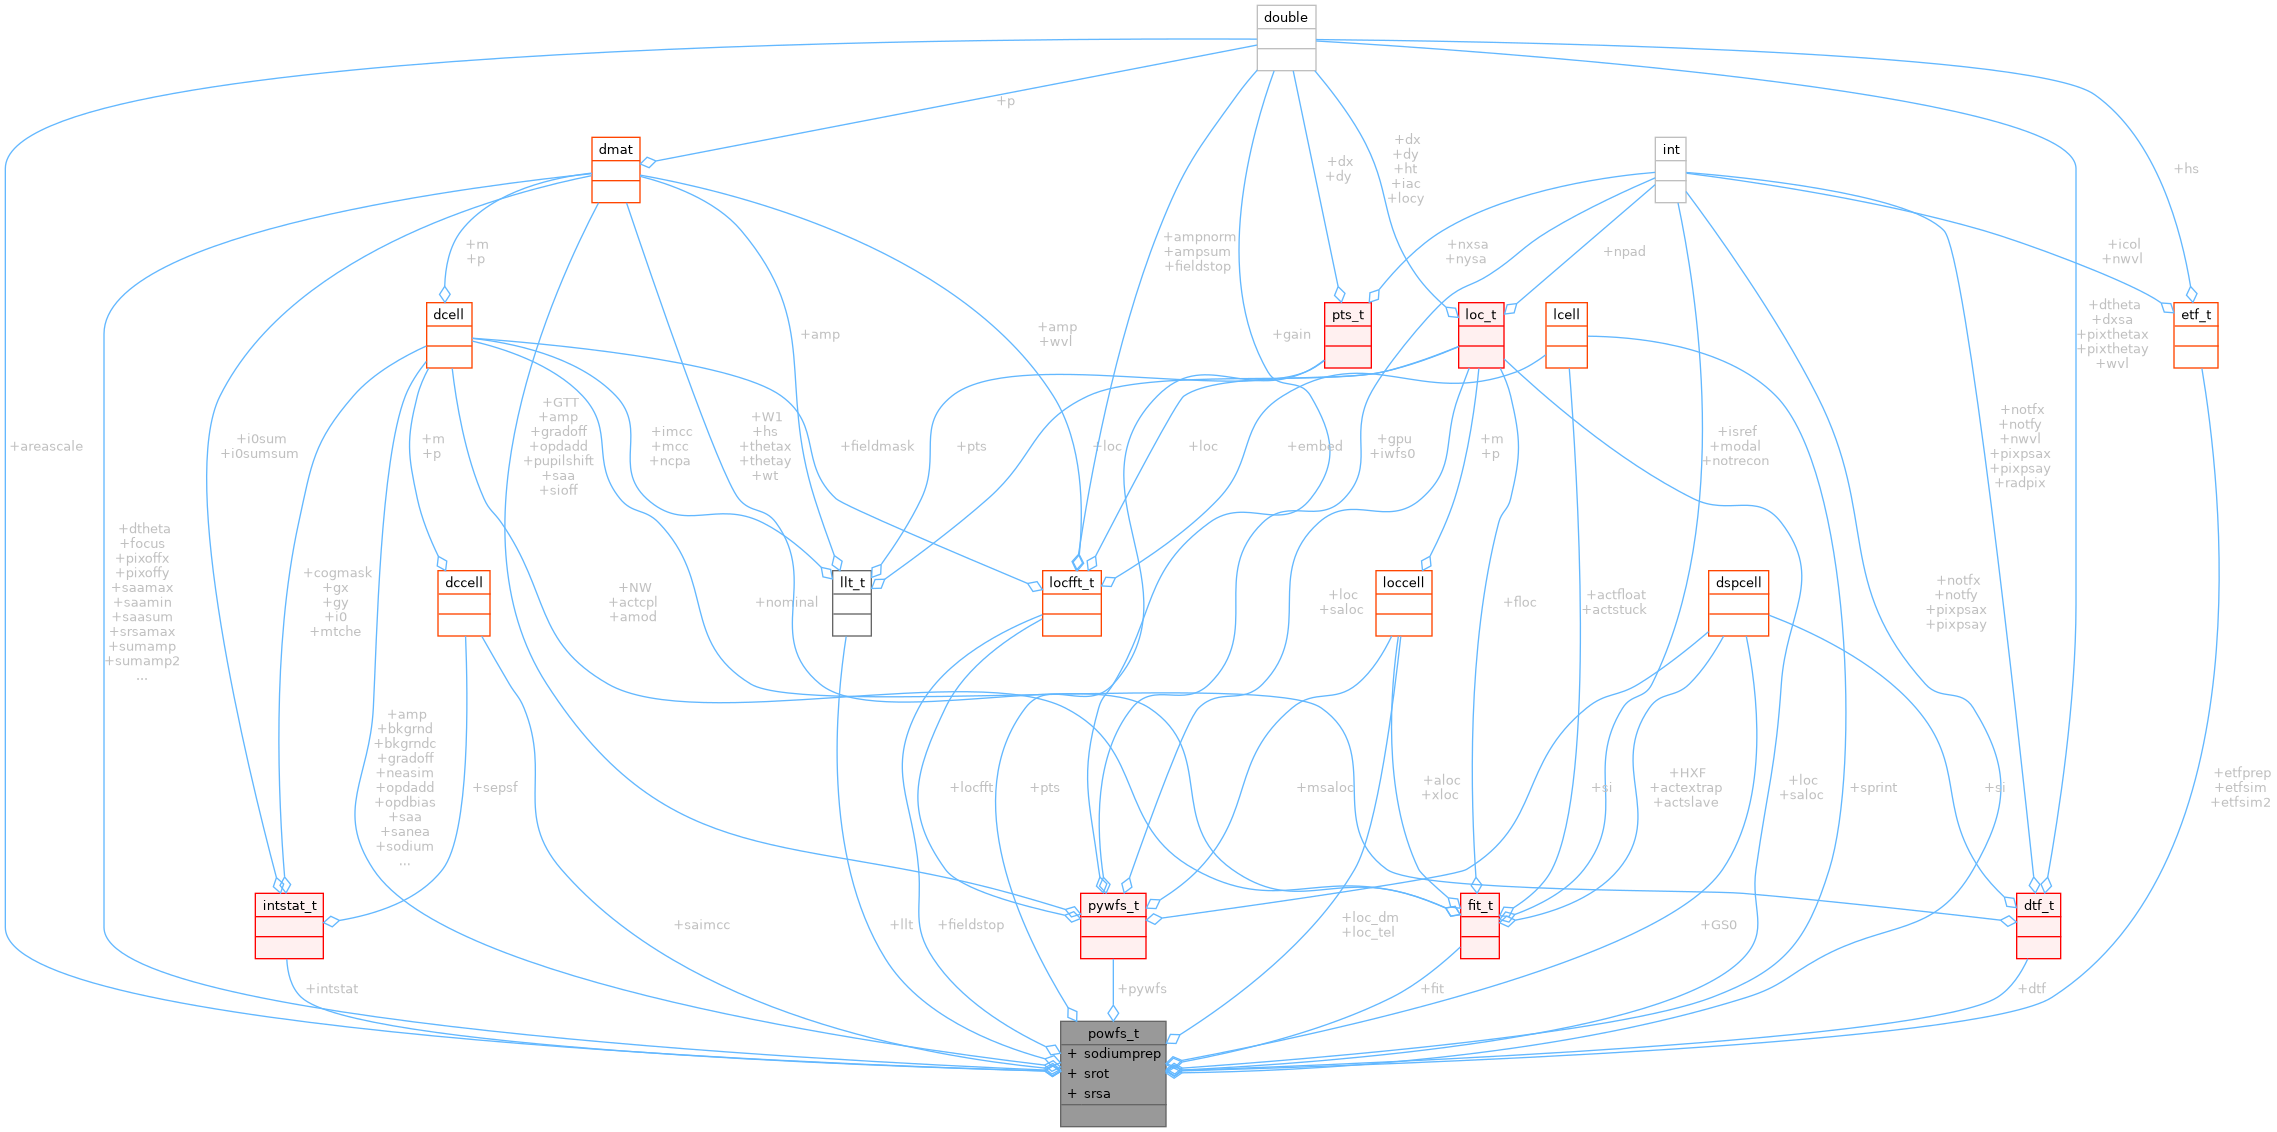 double
+p
dmat
+dx
+dy
+ht
+iac
+locy
int
+dx
+dy
+hs
+ampnorm
+ampsum
+fieldstop
+m
+p
+nxsa
+nysa
+npad
+icol
+nwvl
dcell
pts_t
loc_t
lcell
etf_t
+amp
+amp
+wvl
+gain
+dtheta
+dxsa
+pixthetax
+pixthetay
+wvl
+areascale
+i0sum
+i0sumsum
+m
+p
+GTT
+amp
+gradoff
+opdadd
+pupilshift
+saa
+sioff
+imcc
+mcc
+ncpa
+W1
+hs
+thetax
+thetay
+wt
+fieldmask
+pts
+loc
+loc
+embed
+gpu
+iwfs0
+m
+p
+isref
+modal
+notrecon
+notfx
+notfy
+nwvl
+pixpsax
+pixpsay
+radpix
+dtheta
+focus
+pixoffx
+pixoffy
+saamax
+saamin
+saasum
+srsamax
+sumamp
+sumamp2
...
+cogmask
+gx
+gy
+i0
+mtche
dccell
+NW
+actcpl
+amod
+nominal
llt_t
locfft_t
+loc
+saloc
loccell
+floc
+actfloat
+actstuck
dspcell
+notfx
+notfy
+pixpsax
+pixpsay
+amp
+bkgrnd
+bkgrndc
+gradoff
+neasim
+opdadd
+opdbias
+saa
+sanea
+sodium
...
+sepsf
+locfft
+pts
+msaloc
+aloc
+xloc
+si
+HXF
+actextrap
+actslave
+loc
+saloc
+sprint
+si
+etfprep
+etfsim
+etfsim2
intstat_t
+saimcc
+llt
+fieldstop
pywfs_t
+loc_dm
+loc_tel
fit_t
+GS0
dtf_t
+intstat
+pywfs
+fit
+dtf
powfs_t
+ sodiumprep
+ srot
+ srsa